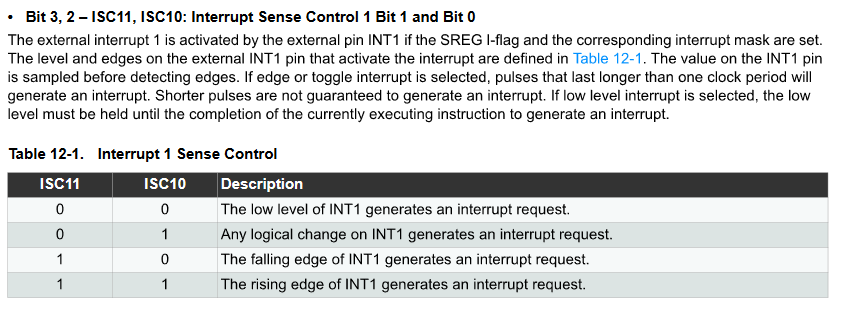 • Bit 3, 2 – ISC11, ISC10: Interrupt Sense Control 1 Bit 1 and Bit 0
The external interrupt 1 is activated by the external pin INT1 if the SREG I-flag and the corresponding interrupt mask are set.
The level and edges on the external INT1 pin that activate the interrupt are defined in Table 12-1. The value on the INT1 pin
is sampled before detecting edges. If edge or toggle interrupt is selected, pulses that last longer than one clock period will
generate an interrupt. Shorter pulses are not guaranteed to generate an interrupt. If low level interrupt is selected, the low
level must be held until the completion of the currently executing instruction to generate an interrupt.
Table 12-1. Interrupt 1 Sense Control
ISC11 ISC10 Description
0 0 The low level of INT1 generates an interrupt request.
0 1 Any logical change on INT1 generates an interrupt request.
1 0 The falling edge of INT1 generates an interrupt request.
1 1 The rising edge of INT1 generates an interrupt request.